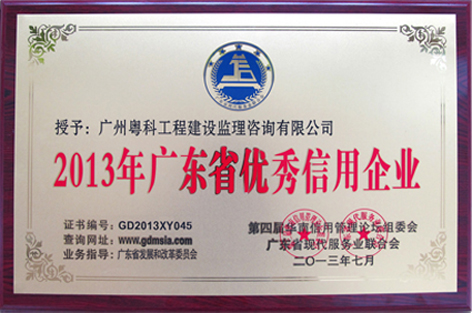 授予：广州粤科工程建设监理咨询有限公司
2013年广东省优秀信用企业
证书编号：GD2013XY045
查询网址：www.gdmsia.com
业务指导：广东省发展和改革委员会
第四届华南信用管理论坛组委会
广东省现代服务业联合会
二〇一三年七月